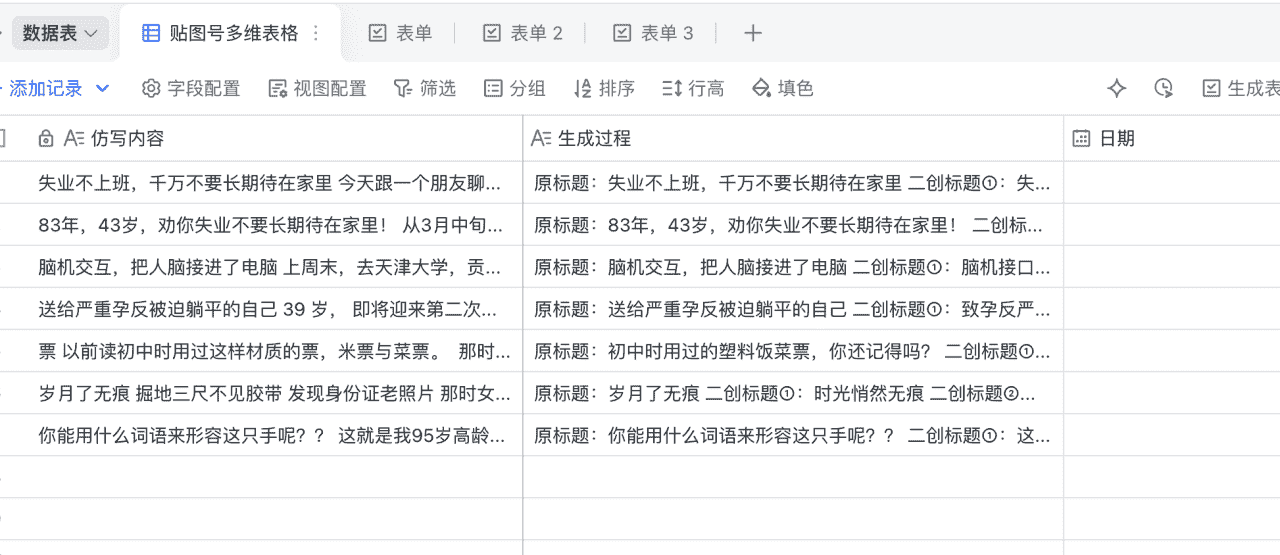 数据表 贴图号多维表格 表单 表单 2 表单 3
添加记录 字段配置 视图配置 筛选 分组 排序 行高 填色 生成表
仿写内容 生成过程 日期
失业不上班，千万不要长期待在家里 今天跟一个朋友聊... 原标题：失业不上班，千万不要长期待在家里 二创标题①：失...
83年，43岁，劝你失业不要长期待在家里！ 从3月中旬... 原标题：83年，43岁，劝你失业不要长期待在家里！ 二创标...
脑机交互，把人脑接进了电脑 上周末，去天津大学，贡... 原标题：脑机交互，把人脑接进了电脑 二创标题①：脑机接口...
送给严重孕反被迫躺平的自己 39 岁， 即将迎来第二次... 原标题：送给严重孕反被迫躺平的自己 二创标题①：致孕反严...
票 以前读初中时用过这样材质的票，米票与菜票。 那时... 原标题：初中时用过的塑料饭菜票，你还记得吗？ 二创标题①...
岁月了无痕 掘地三尺不见胶带 发现身份证老照片 那时女... 原标题：岁月了无痕 二创标题①：时光悄然无痕 二创标题②...
你能用什么词语来形容这只手呢？？ 这就是我95岁高龄... 原标题：你能用什么词语来形容这只手呢？？ 二创标题①：这...